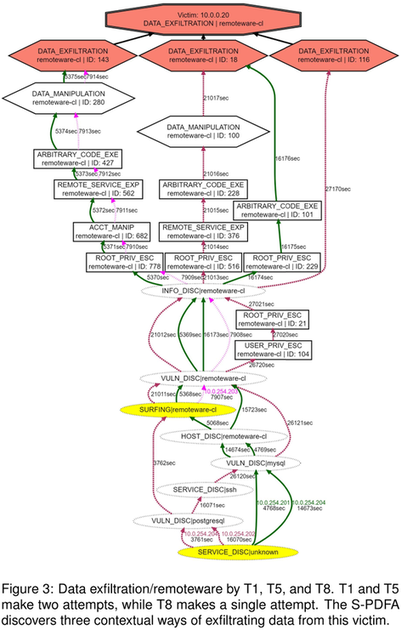 Victim: 10.0.0.20
DATA_EXFILTRATION | remoteware-cl
DATA_EXFILTRATION
remoteware-cl | ID: 143
DATA_EXFILTRATION
remoteware-cl | ID: 18
DATA_EXFILTRATION
remoteware-cl | ID: 116
5375sec
7914sec
DATA_MANIPULATION
remoteware-cl | ID: 280
21017sec
DATA_MANIPULATION
remoteware-cl | ID: 100
5374sec
7913sec
16176sec
ARBITRARY_CODE_EXE
remoteware-cl | ID: 427
21016sec
27170sec
5373sec
7912sec
REMOTE_SERVICE_EXP
remoteware-cl | ID: 562
ARBITRARY_CODE_EXE
remoteware-cl | ID: 228
ARBITRARY_CODE_EXE
remoteware-cl | ID: 101
5372sec
7911sec
21015sec
ACCT_MANIP
remoteware-cl | ID: 682
REMOTE_SERVICE_EXP
remoteware-cl | ID: 376
5371sec
7910sec
21014sec
16175sec
ROOT_PRIV_ESC
remoteware-cl | ID: 778
ROOT_PRIV_ESC
remoteware-cl | ID: 516
ROOT_PRIV_ESC
remoteware-cl | ID: 229
5370sec
7909sec
21013sec
16174sec
INFO_DISC|remoteware-cl
27021sec
ROOT_PRIV_ESC
remoteware-cl | ID: 21
21012sec
5369sec
16173sec
7908sec
27020sec
USER_PRIV_ESC
remoteware-cl | ID: 104
26720sec
VULN_DISC|remoteware-cl
21011sec
5368sec
7907sec
SURFING|remoteware-cl
15723sec
5068sec
26121sec
HOST_DISC|remoteware-cl
3762sec
14674sec
4769sec
VULN_DISC|mysql
26120sec
SERVICE_DISC|ssh
16071sec
VULN_DISC|postgresql
10.0.254.204
10.0.254.202
3761sec
16070sec
10.0.254.201
10.0.254.204
4768sec
14673sec
SERVICE_DISC|unknown
Figure 3: Data exfiltration/remoteware by T1, T5, and T8. T1 and T5
make two attempts, while T8 makes a single attempt. The S-PDFA
discovers three contextual ways of exfiltrating data from this victim.